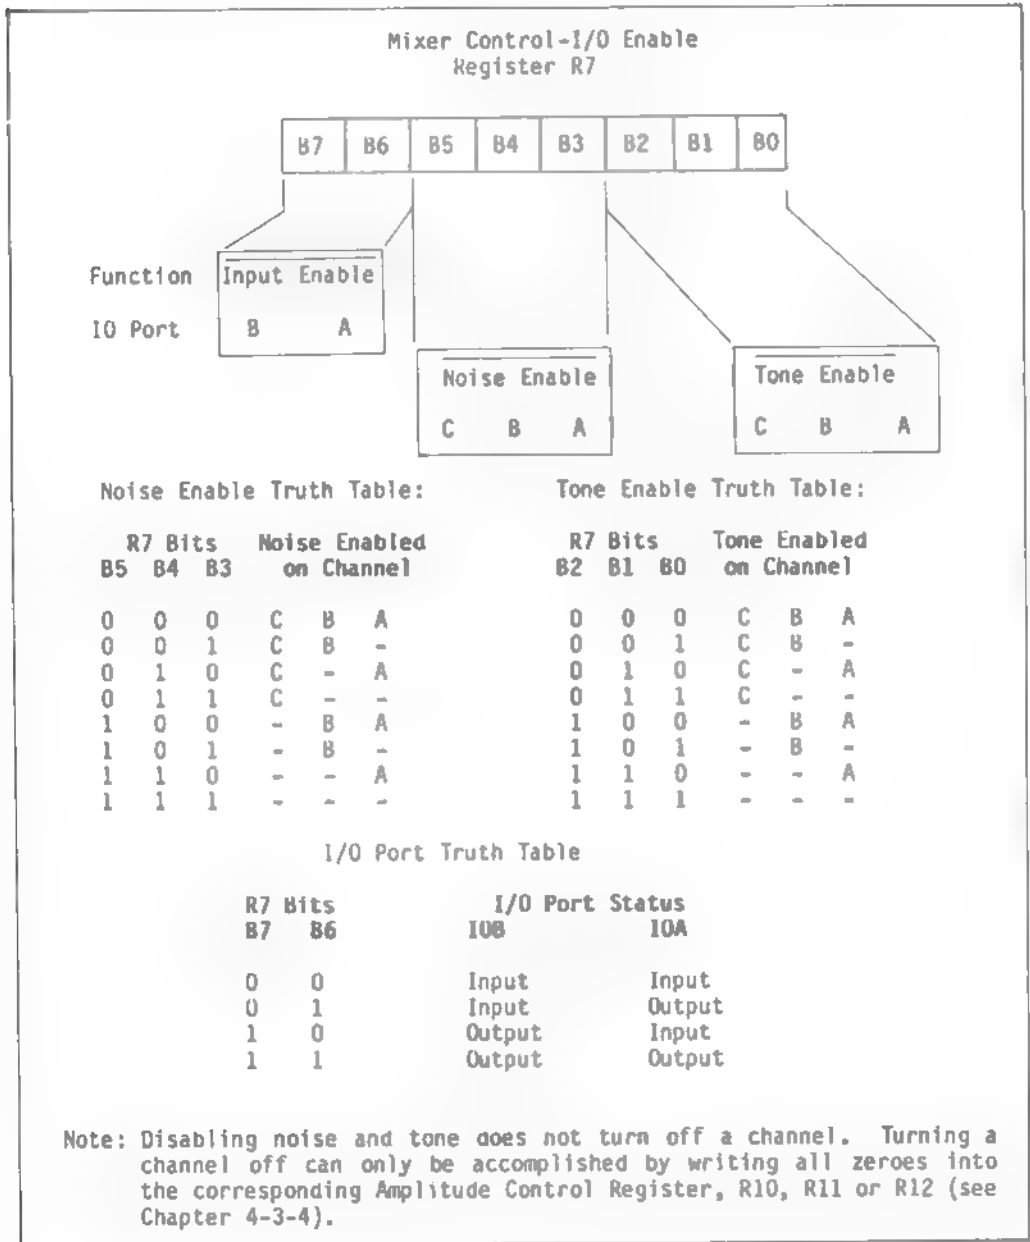 Mixer Control-I/O Enable
Register R7
B7 B6 B5 B4 B3 B2 B1 B0
Function Input Enable
IO Port B A
Noise Enable Tone Enable
C B A C B A
Noise Enable Truth Table: Tone Enable Truth Table:
R7 Bits Noise Enabled R7 Bits Tone Enabled
B5 B4 B3 on Channel B2 B1 B0 on Channel
0 0 0 C B A 0 0 0 C B A
0 0 1 C B - 0 0 1 C B -
0 1 0 C - A 0 1 0 C - A
0 1 1 C - - 0 1 1 C - -
1 0 0 - B A 1 0 0 - B A
1 0 1 - B - 1 0 1 - B -
1 1 0 - - A 1 1 0 - - A
1 1 1 - - - 1 1 1 - - -
I/O Port Truth Table
R7 Bits I/O Port Status
B7 B6 IOB IOA
0 0 Input Input
0 1 Input Output
1 0 Output Input
1 1 Output Output
Note: Disabling noise and tone does not turn off a channel. Turning a
channel off can only be accomplished by writing all zeroes into
the corresponding Amplitude Control Register, R10, R11 or R12 (see
Chapter 4-3-4).